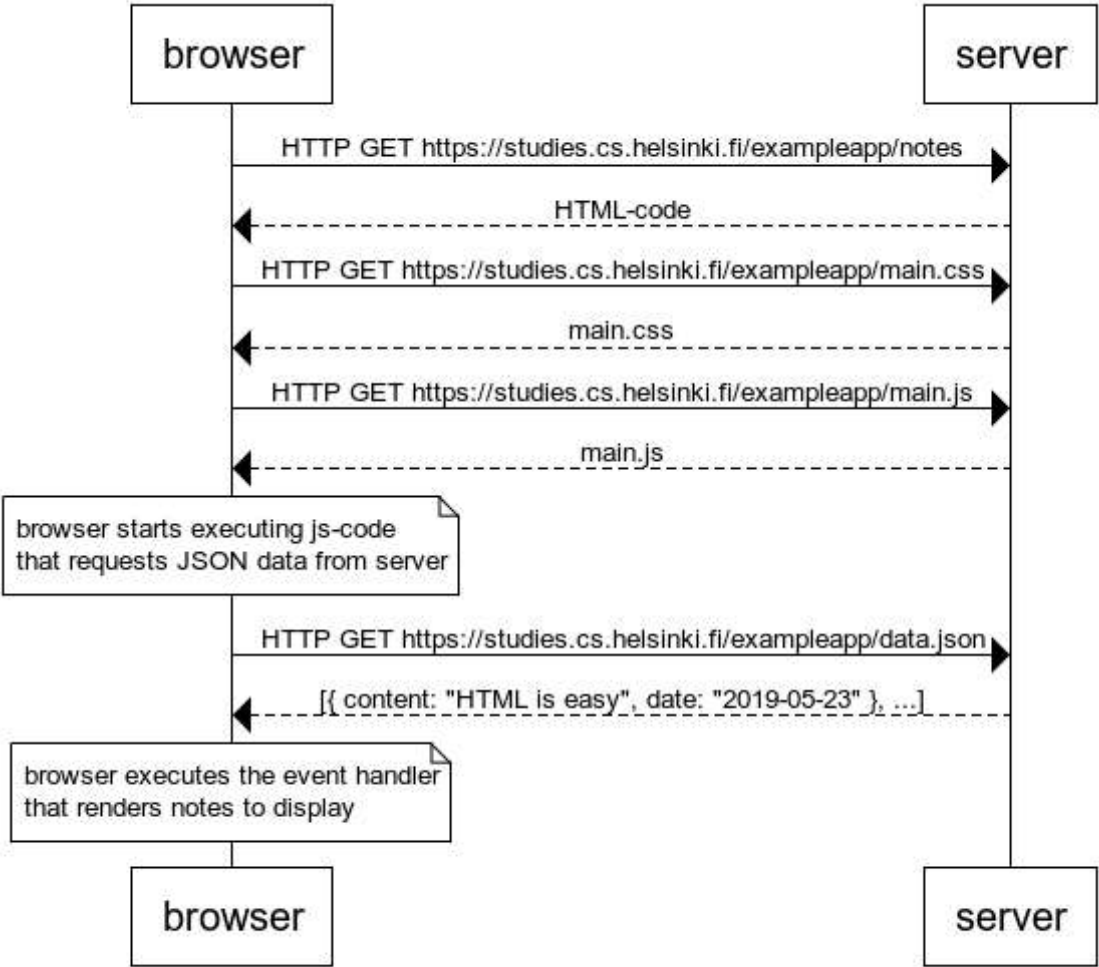 browser
server
HTTP GET https://studies.cs.helsinki.fi/exampleapp/notes
HTML-code
HTTP GET https://studies.cs.helsinki.fi/exampleapp/main.css
main.css
HTTP GET https://studies.cs.helsinki.fi/exampleapp/main.js
main.js
browser starts executing js-code
that requests JSON data from server
HTTP GET https://studies.cs.helsinki.fi/exampleapp/data.json
[{ content: "HTML is easy", date: "2019-05-23" }, ...]
browser executes the event handler
that renders notes to display
browser
server